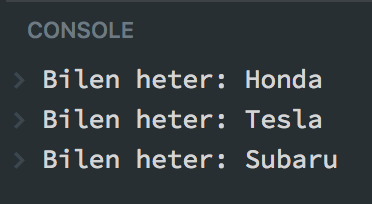 CONSOLE
Bilen heter: Honda
Bilen heter: Tesla
Bilen heter: Subaru